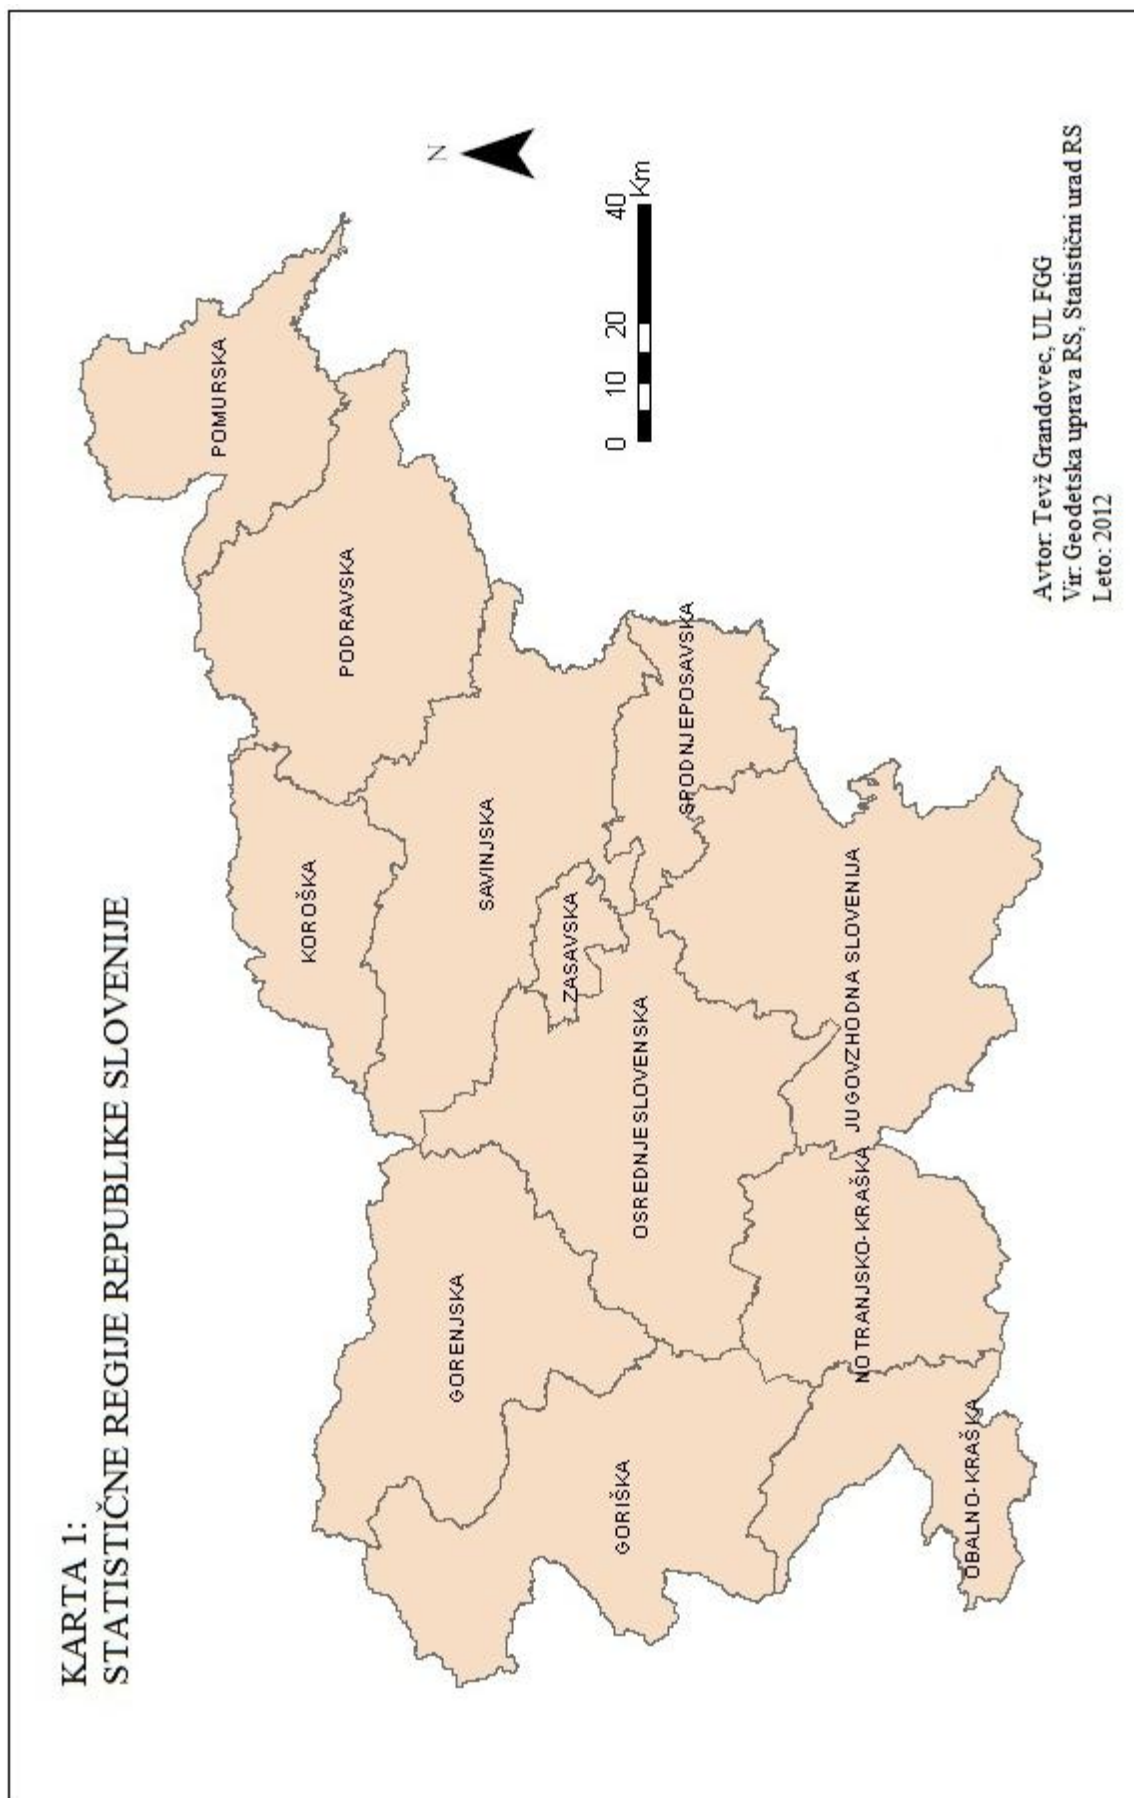 KARTA 1:
STATISTIČNE REGIJE REPUBLIKE SLOVENIJE
N
POMURSKA
PODRAVSKA
KOROŠKA
SAVINJSKA
GORENJSKA
ZASAVSKA
SPODNJEPOSAVSKA
OSREDNJESLOVENSKA
GORIŠKA
JUGOVZHODNA SLOVENIJA
NOTRANJSKO-KRAŠKA
OBALNO-KRAŠKA
0 10 20 40
Km
Avtor: Tevž Grandovec, UL FGG
Vir: Geodetska uprava RS, Statistični urad RS
Leto: 2012